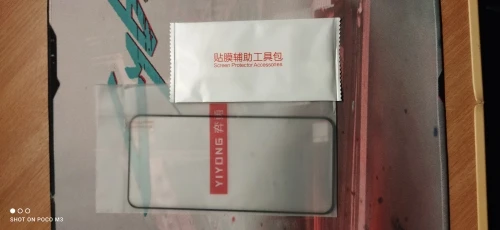 贴膜辅助工具包
Screen Protector Accessories
YIYONG
SHOT ON POCO M3